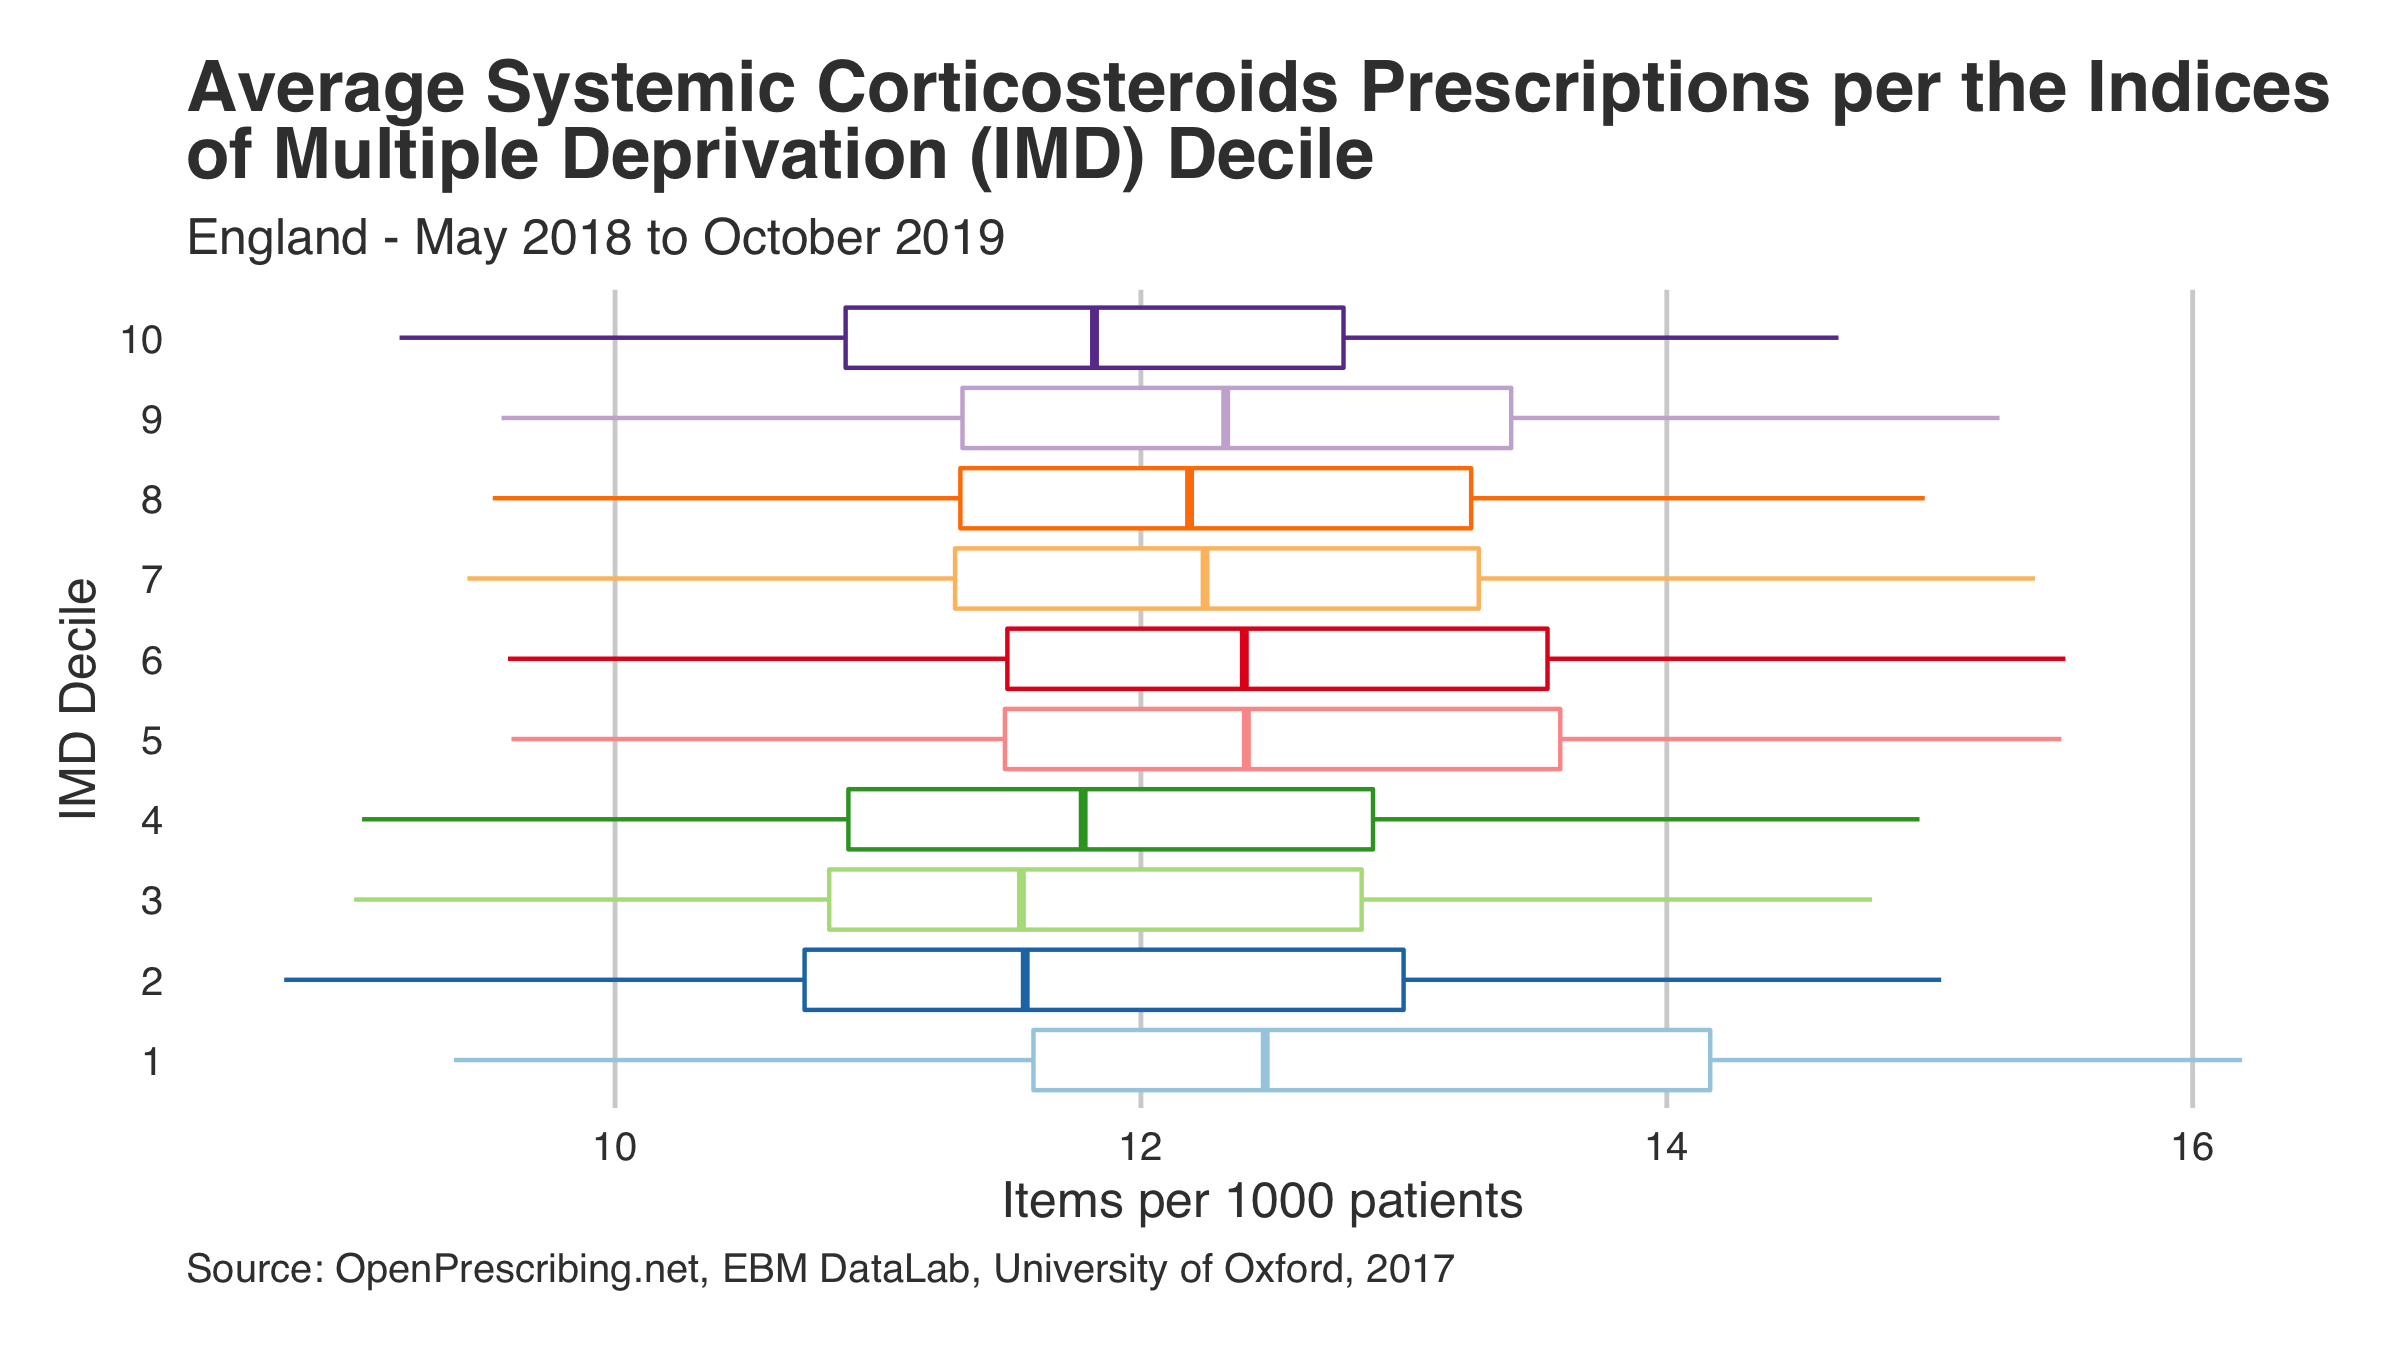 Average Systemic Corticosteroids Prescriptions per the Indices
of Multiple Deprivation (IMD) Decile
England - May 2018 to October 2019
IMD Decile
10
9
8
7
6
5
4
3
2
1
10 12 14 16
Items per 1000 patients
Source: OpenPrescribing.net, EBM DataLab, University of Oxford, 2017